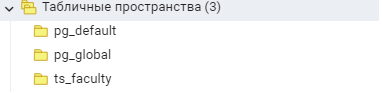 Табличные пространства (3)
pg_default
pg_global
ts_faculty